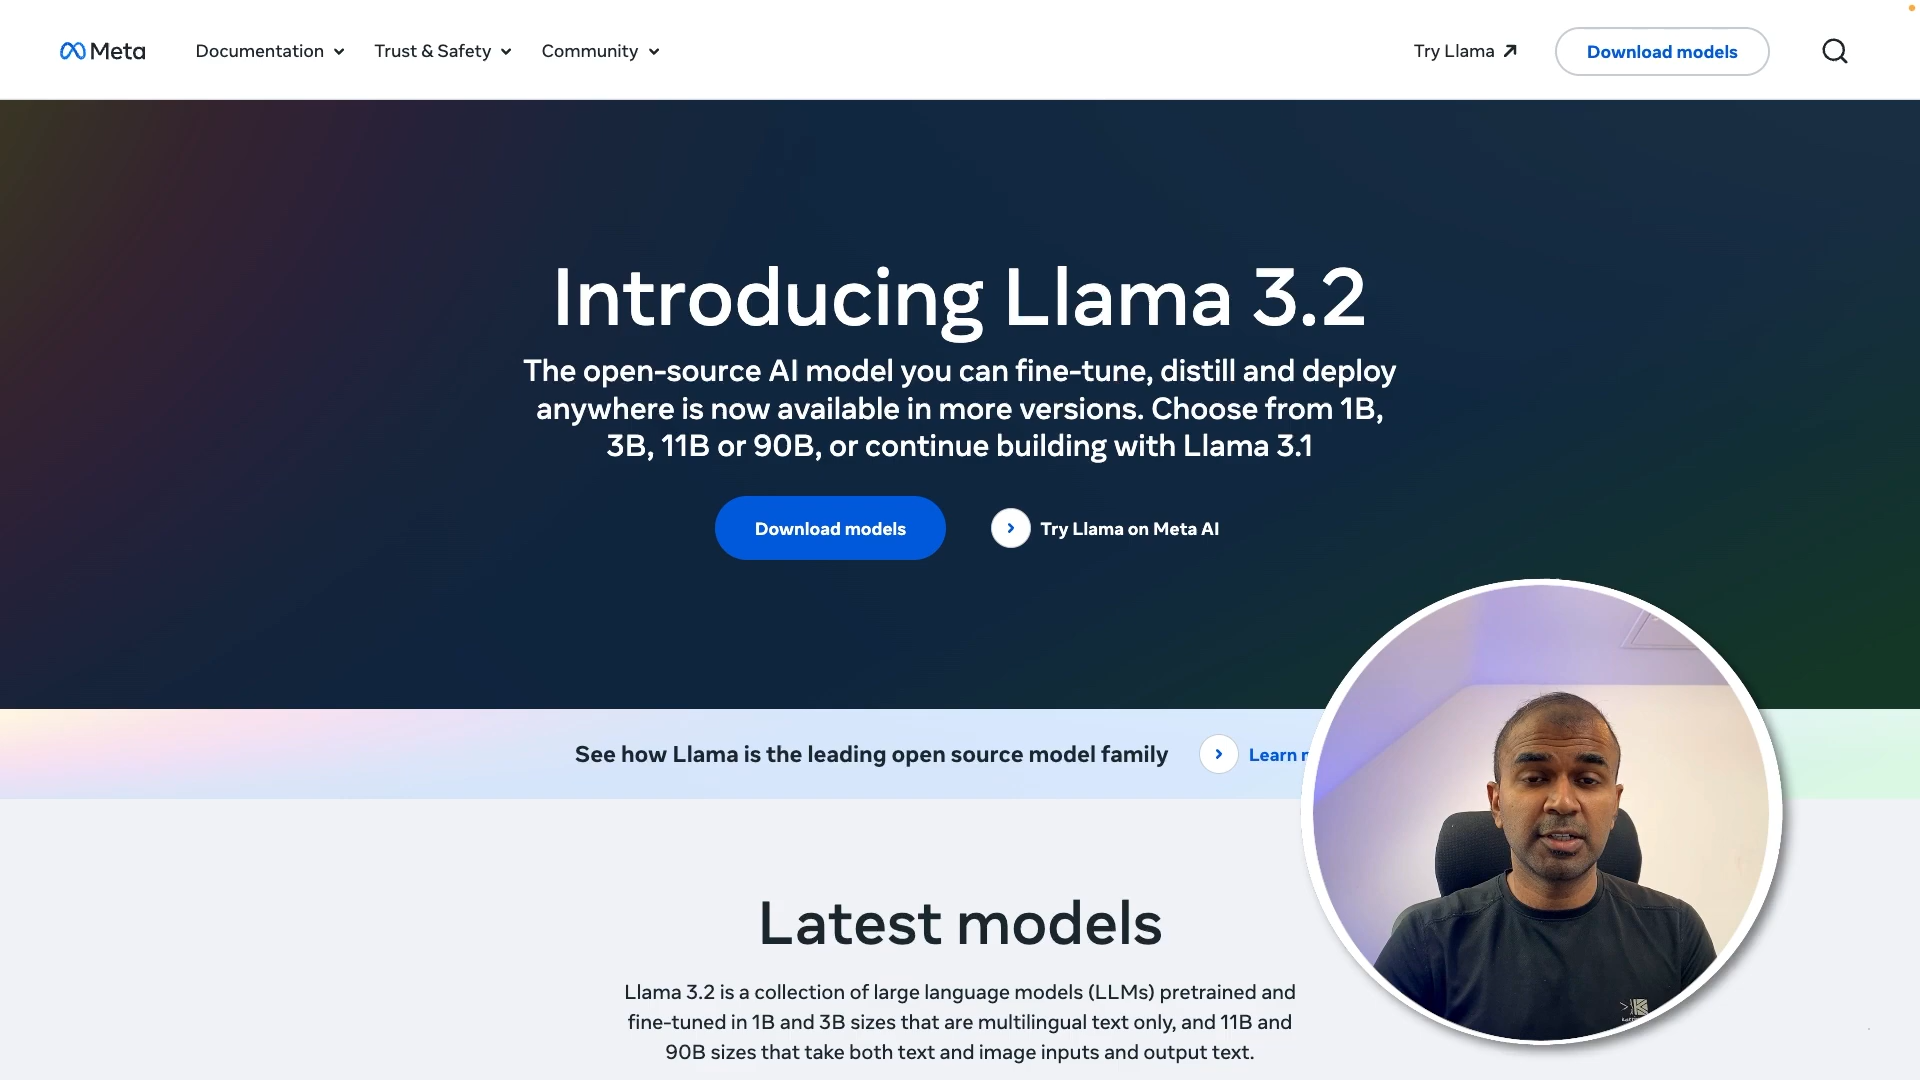 Meta
Documentation
Trust & Safety
Community
Try Llama
Download models
Introducing Llama 3.2
The open-source AI model you can fine-tune, distill and deploy
anywhere is now available in more versions. Choose from 1B,
3B, 11B or 90B, or continue building with Llama 3.1
Download models
Try Llama on Meta AI
See how Llama is the leading open source model family
Learn
Latest models
Llama 3.2 is a collection of large language models (LLMs) pretrained and
fine-tuned in 1B and 3B sizes that are multilingual text only, and 11B and
90B sizes that take both text and image inputs and output text.